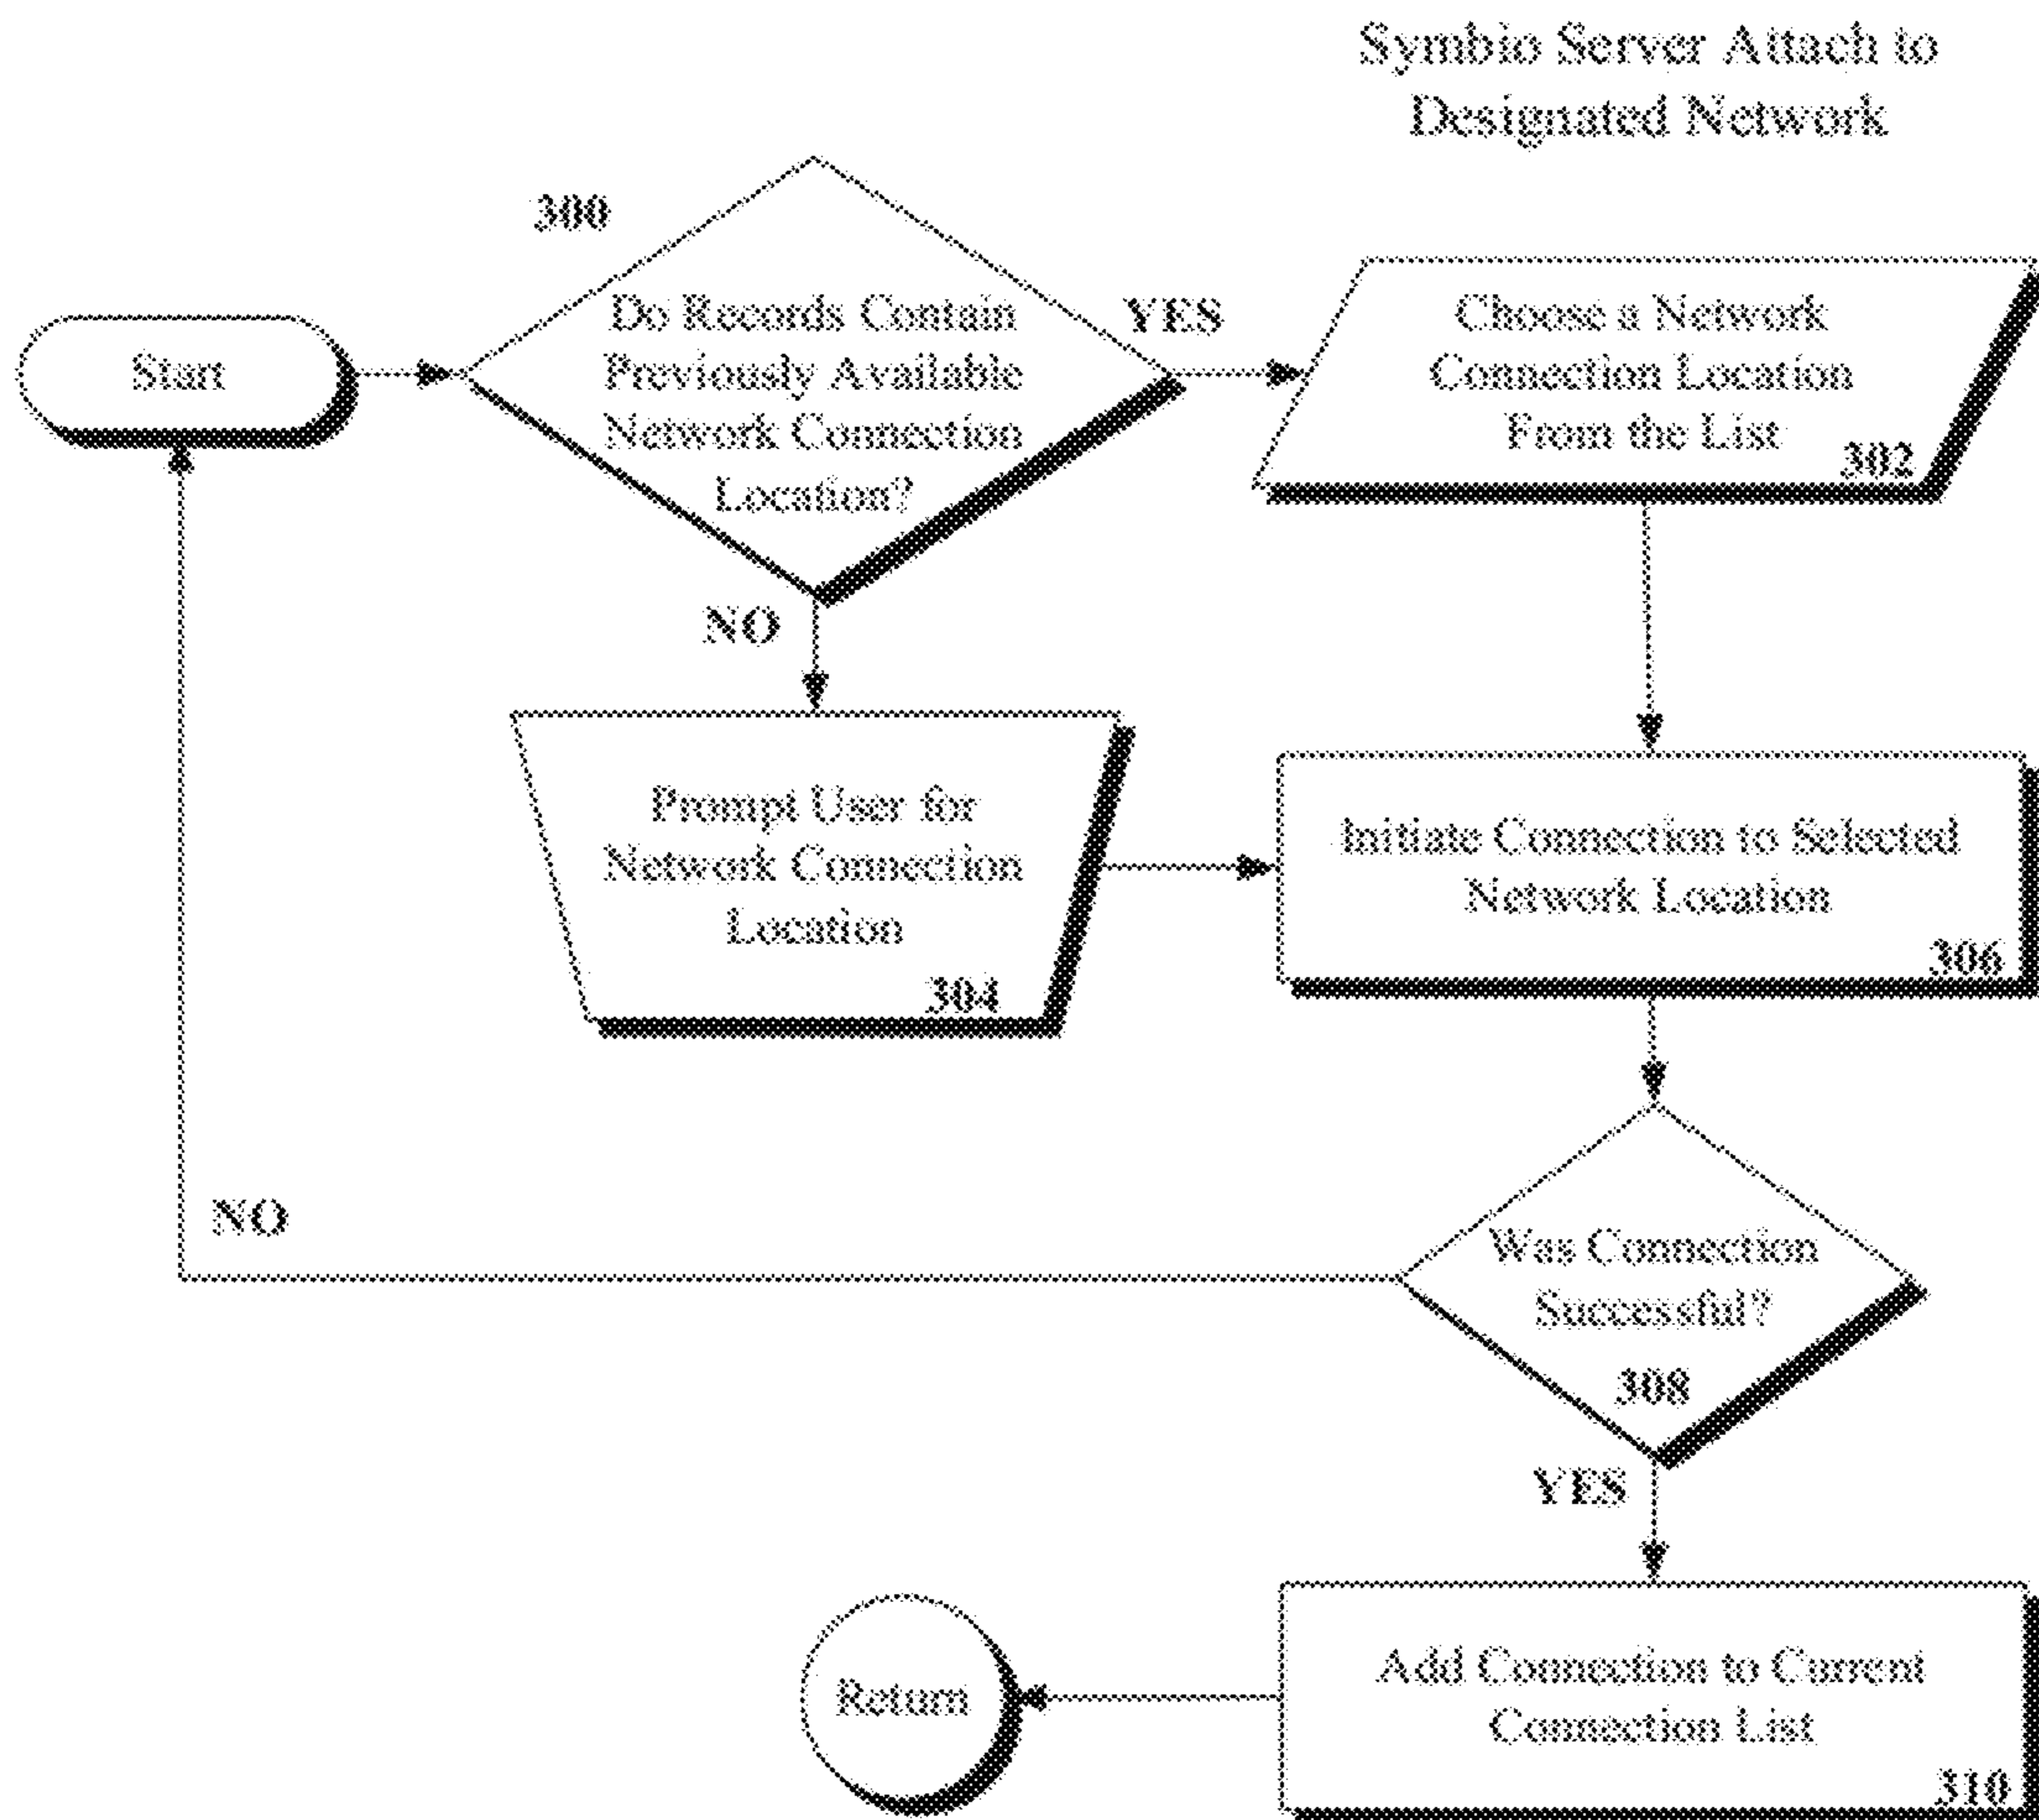 Symbio Server Attach to
Designated Network
300
Start
Do Records Contain
Previously Available
Network Connection
Location?
YES
Choose a Network
Connection Location
From the List
302
NO
Prompt User for
Network Connection
Location
304
Initiate Connection to Selected
Network Location
306
NO
Was Connection
Successful?
308
YES
Add Connection to Current
Connection List
310
Return